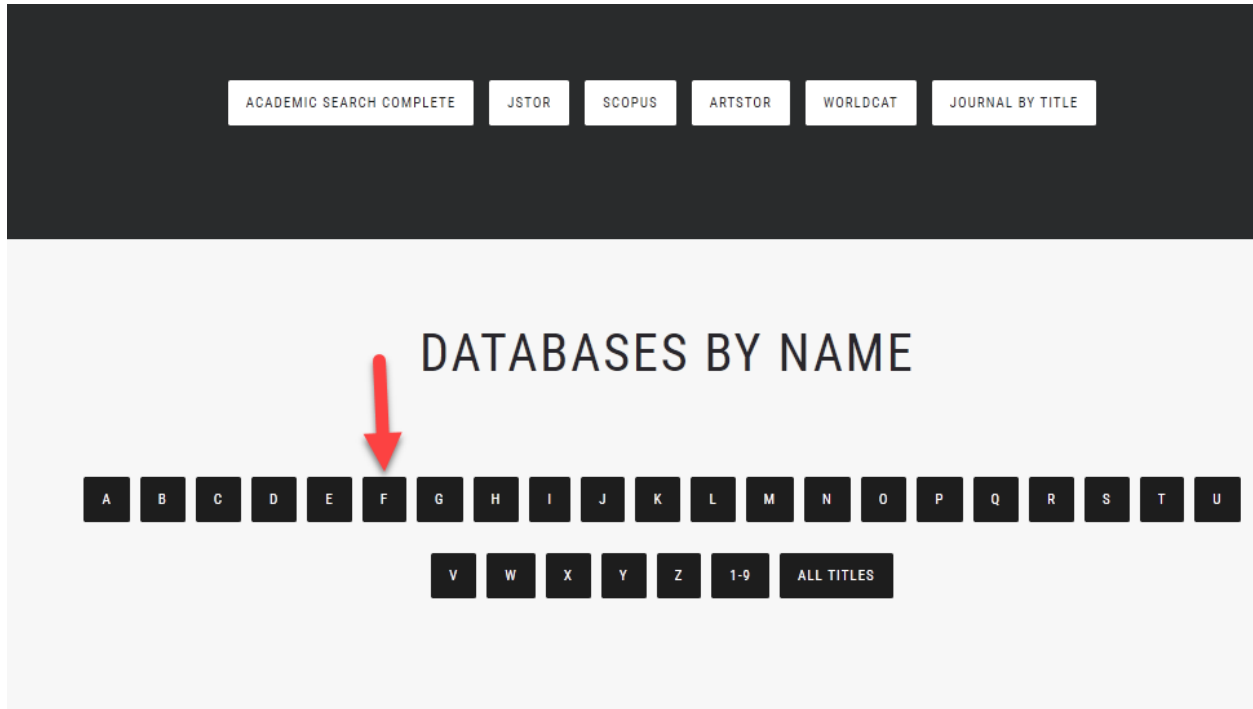 ACADEMIC SEARCH COMPLETE JSTOR SCOPUS ARTSTOR WORLDCAT JOURNAL BY TITLE
DATABASES BY NAME
A B C D E F G H I J K L M N O P Q R S T U
V W X Y Z 1-9 ALL TITLES